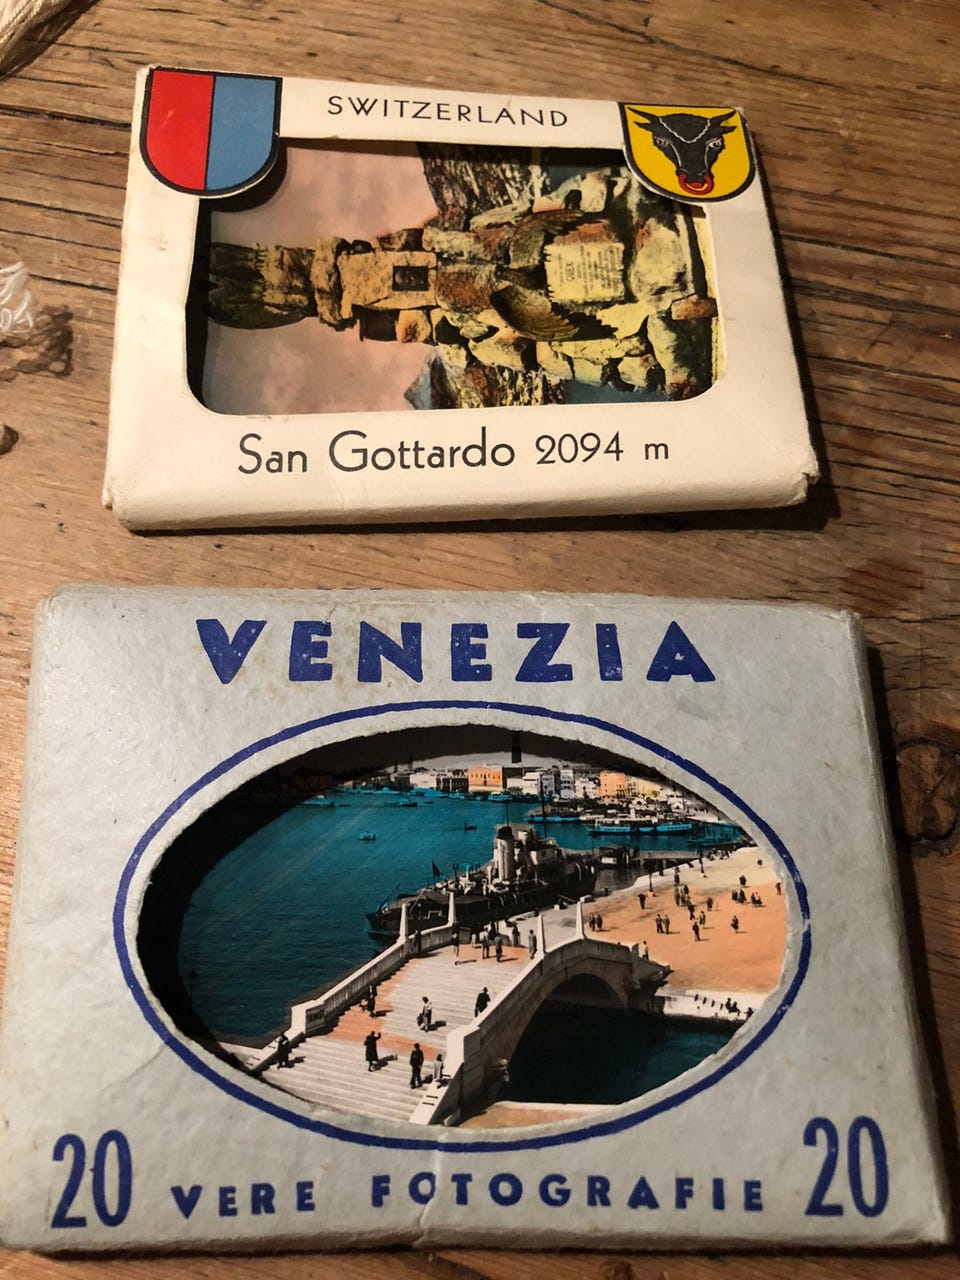 SWITZERLAND
San Gottardo 2094 m
VENEZIA
20 VERE FOTOGRAFIE 20